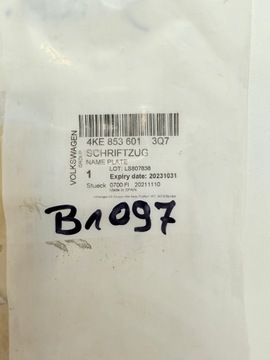 VOLKSWAGEN
GROUP
4KE 853 601 3Q7
SCHRIFTZUG
NAME PLATE
LOT: LS807838
1 Expiry date: 20231031
Stueck 0700 FI 20211110
Made in SPAIN
B1097